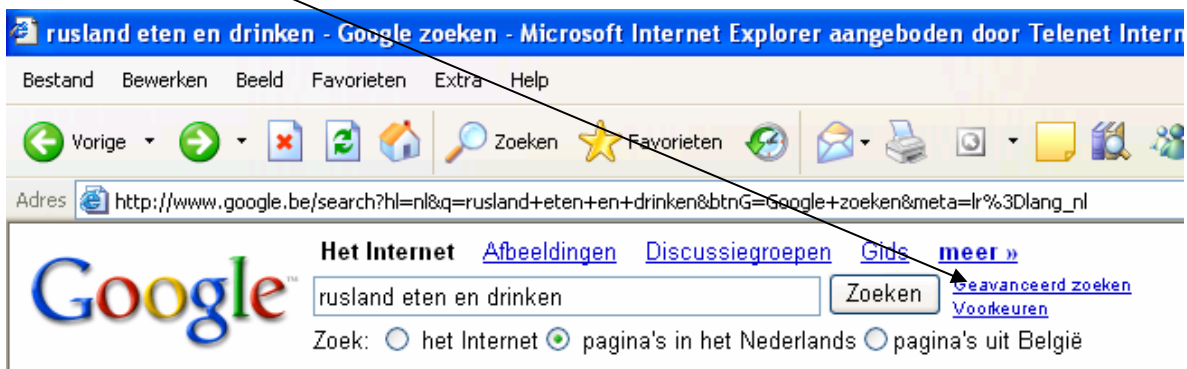 rusland eten en drinken - Google zoeken - Microsoft Internet Explorer aangeboden door Telenet Intern
Bestand Bewerken Beeld Favorieten Extra Help
Vorige Zoeken Favorieten
Adres http://www.google.be/search?hl=nl&q=rusland+eten+en+drinken&btnG=Google+zoeken&meta=lr%3Dlang_nl
Het Internet Afbeeldingen Discussiegroepen Gids meer »
Google™ rusland eten en drinken Zoeken Geavanceerd zoeken
Voorkeuren
Zoek: het Internet pagina's in het Nederlands pagina's uit België